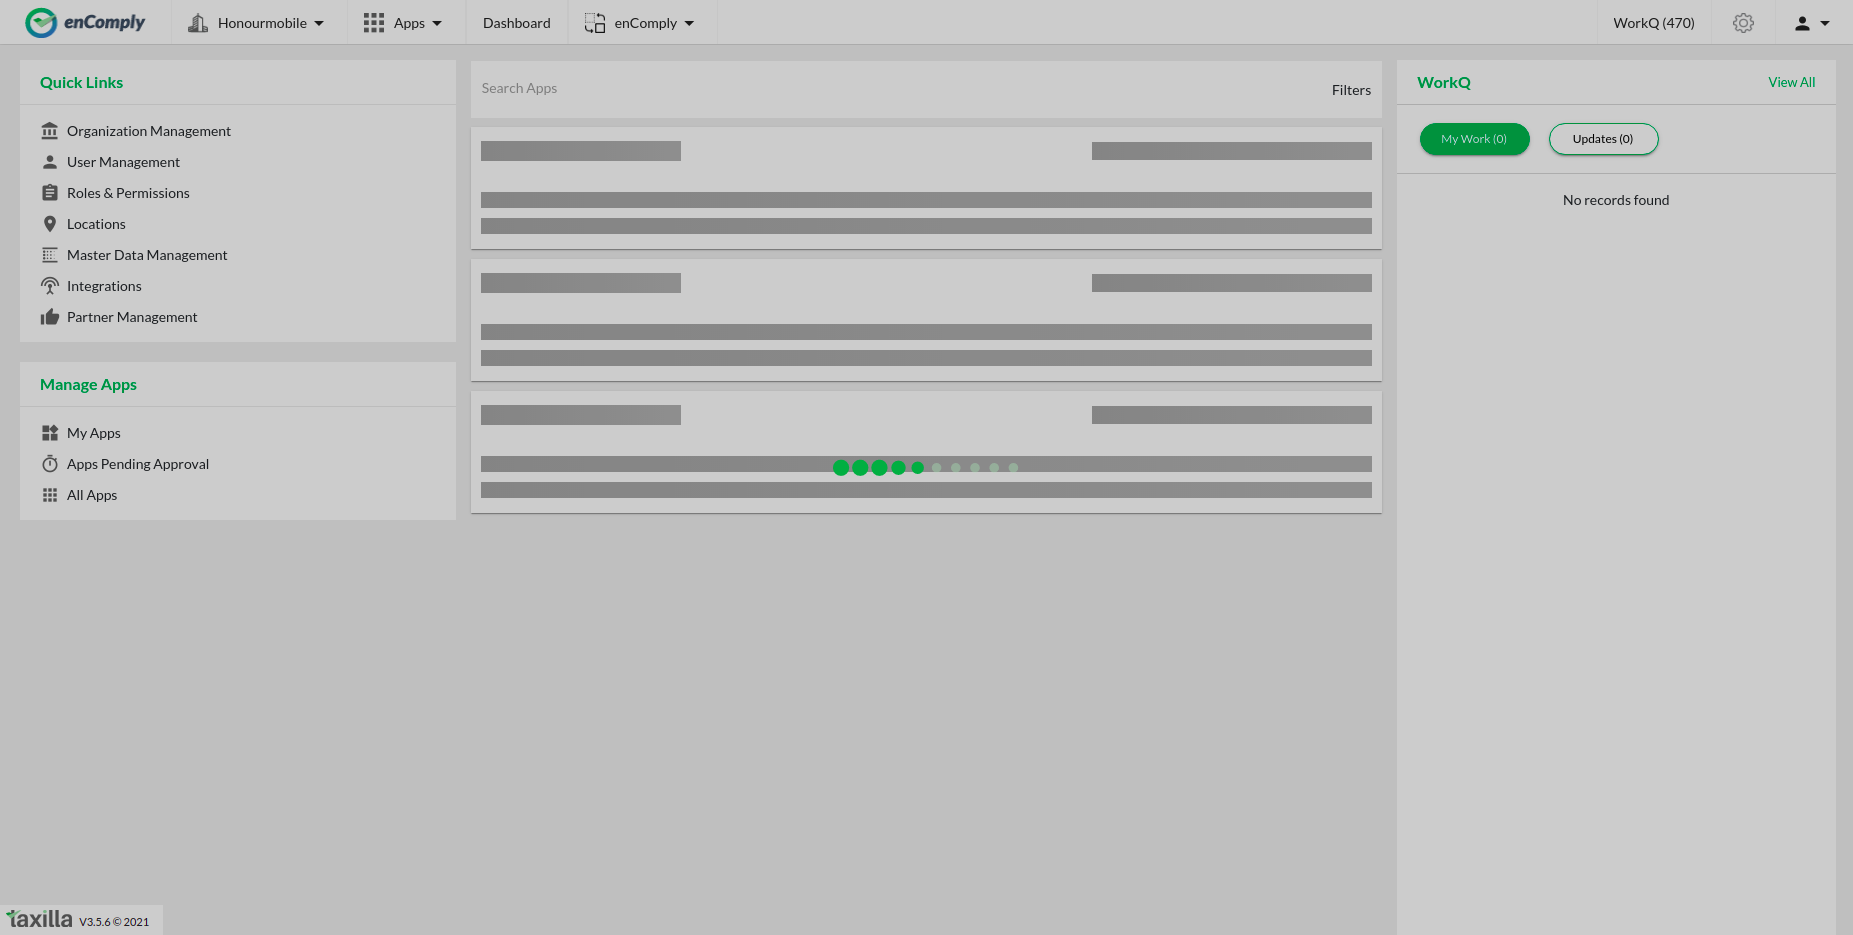 enComply
Honourmobile
Apps
Dashboard
enComply
WorkQ (470)
Quick Links
Organization Management
User Management
Roles & Permissions
Locations
Master Data Management
Integrations
Partner Management
Manage Apps
My Apps
Apps Pending Approval
All Apps
Search Apps
Filters
WorkQ
View All
My Work (0)
Updates (0)
No records found
taxilla V3.5.6 © 2021